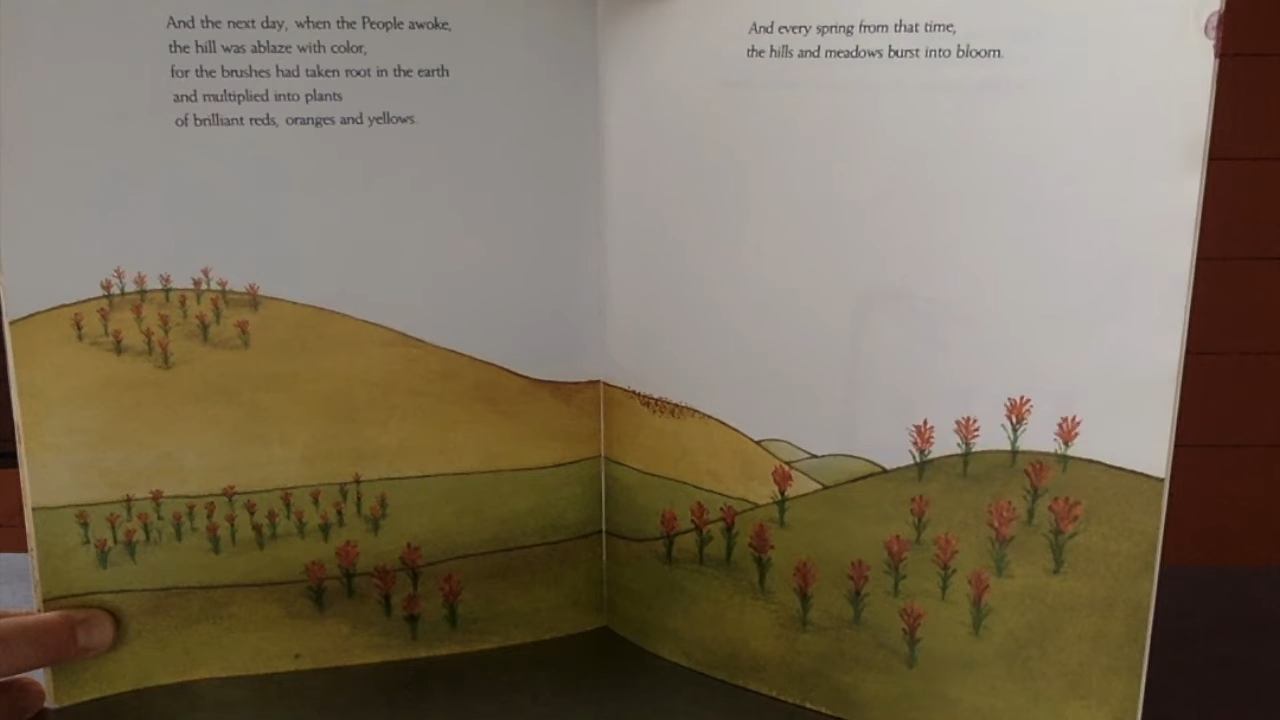 And the next day, when the People awoke,
the hill was ablaze with color,
for the brushes had taken root in the earth
and multiplied into plants
of brilliant reds, oranges and yellows.
And every spring from that time,
the hills and meadows burst into bloom.